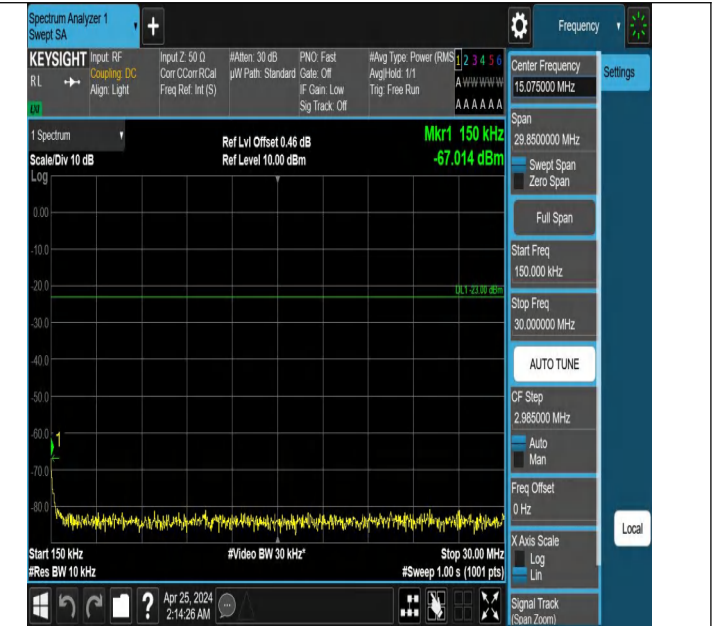 Spectrum Analyzer 1
Swept SA
+
Frequency
KEYSIGHT
RL
Input: RF
Coupling: DC
Align: Light
Input Z: 50 Ω
Corr CCorr RCal
Freq Ref: Int (S)
#Atten: 30 dB
µW Path: Standard
PNO: Fast
Gate: Off
IF Gain: Low
Sig Track: Off
#Avg Type: Power (RMS
Avg|Hold: 1/1
Trig: Free Run
1 2 3 4 5 6
A W W W W W
A A A A A A
1 Spectrum
Scale/Div 10 dB
Log
Ref Lvl Offset 0.46 dB
Ref Level 10.00 dBm
Mkr1 150 kHz
-67.014 dBm
0.00
-10.0
-20.0
-30.0
-40.0
-50.0
-60.0
-70.0
-80.0
DL1 -23.00 dBm
1
Start 150 kHz
#Res BW 10 kHz
#Video BW 30 kHz*
Stop 30.00 MHz
#Sweep 1.00 s (1001 pts)
Center Frequency
15.075000 MHz
Settings
Span
29.8500000 MHz
Swept Span
Zero Span
Full Span
Start Freq
150.000 kHz
Stop Freq
30.000000 MHz
AUTO TUNE
CF Step
2.985000 MHz
Auto
Man
Freq Offset
0 Hz
X Axis Scale
Log
Lin
Local
Signal Track
(Span Zoom)
?
Apr 25, 2024
2:14:26 AM